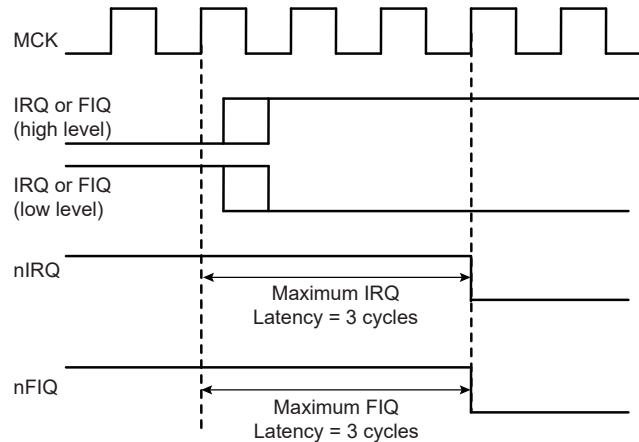 MCK
IRQ or FIQ
(high level)
IRQ or FIQ
(low level)
nIRQ
Maximum IRQ
Latency = 3 cycles
nFIQ
Maximum FIQ
Latency = 3 cycles